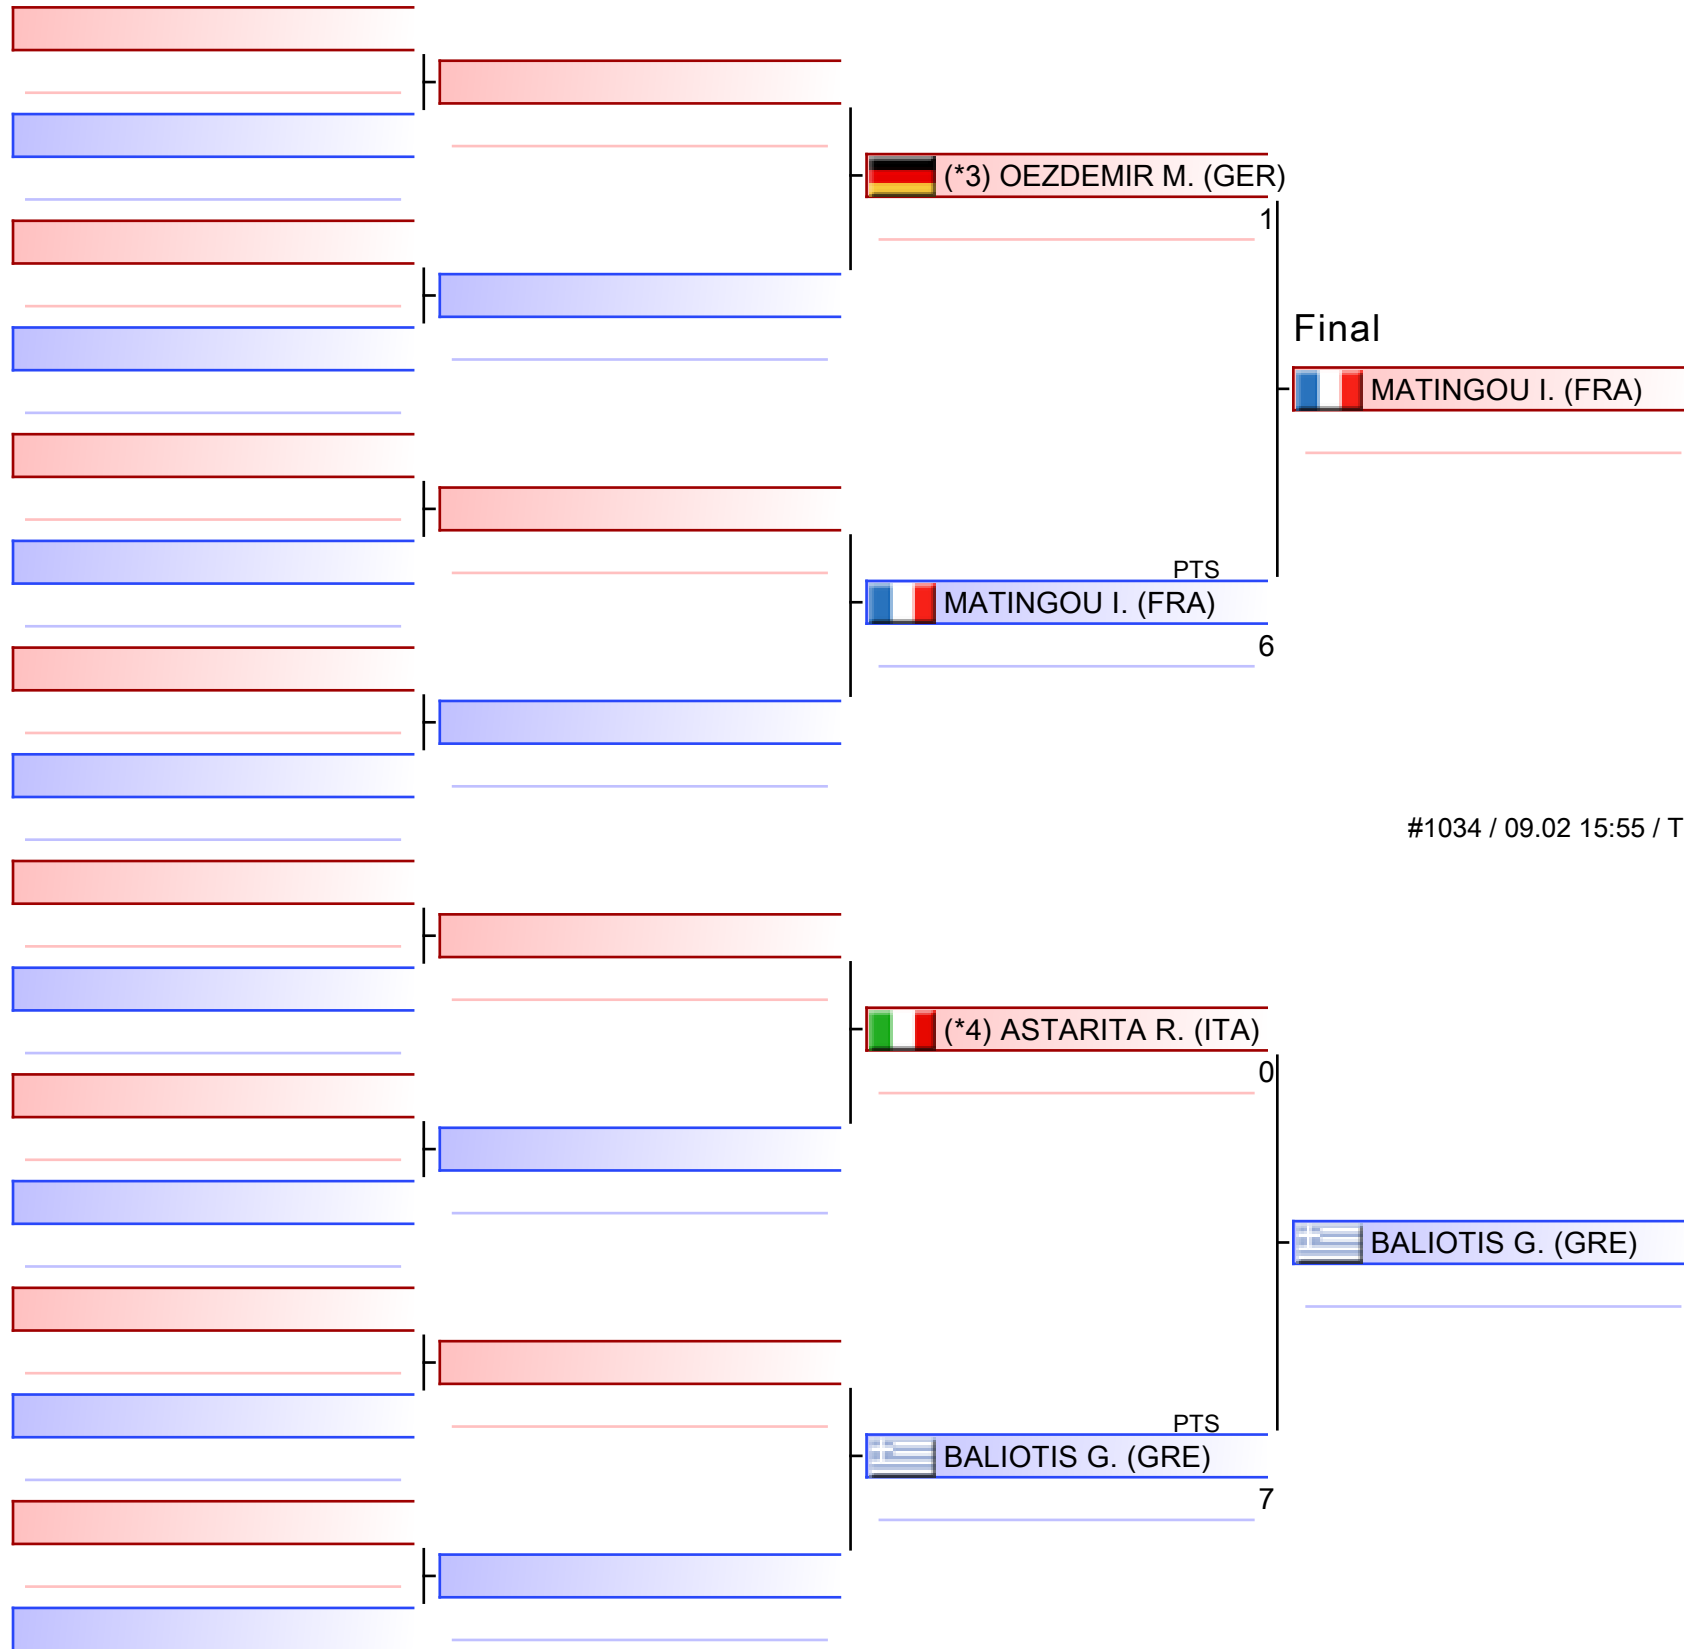 (*3) OEZDEMIR M. (GER)
1
Final
MATINGOU I. (FRA)
PTS
MATINGOU I. (FRA)
6
#1034 / 09.02 15:55 / T
(*4) ASTARITA R. (ITA)
0
BALIOTIS G. (GRE)
PTS
BALIOTIS G. (GRE)
7